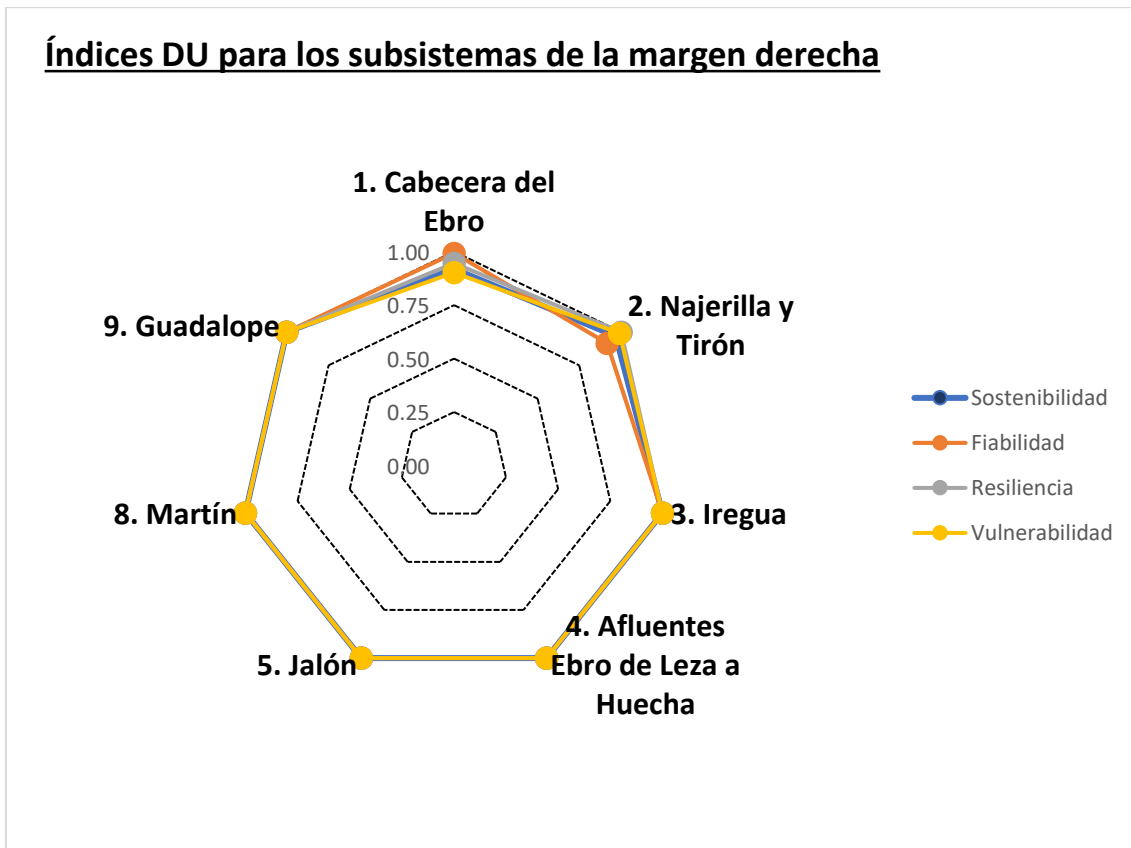 Índices DU para los subsistemas de la margen derecha
1. Cabecera del
Ebro
1.00
0.75
0.50
0.25
0.00
2. Najerilla y
Tirón
3. Iregua
4. Afluentes
Ebro de Leza a
Huecha
5. Jalón
8. Martín
9. Guadalope
Sostenibilidad
Fiabilidad
Resiliencia
Vulnerabilidad